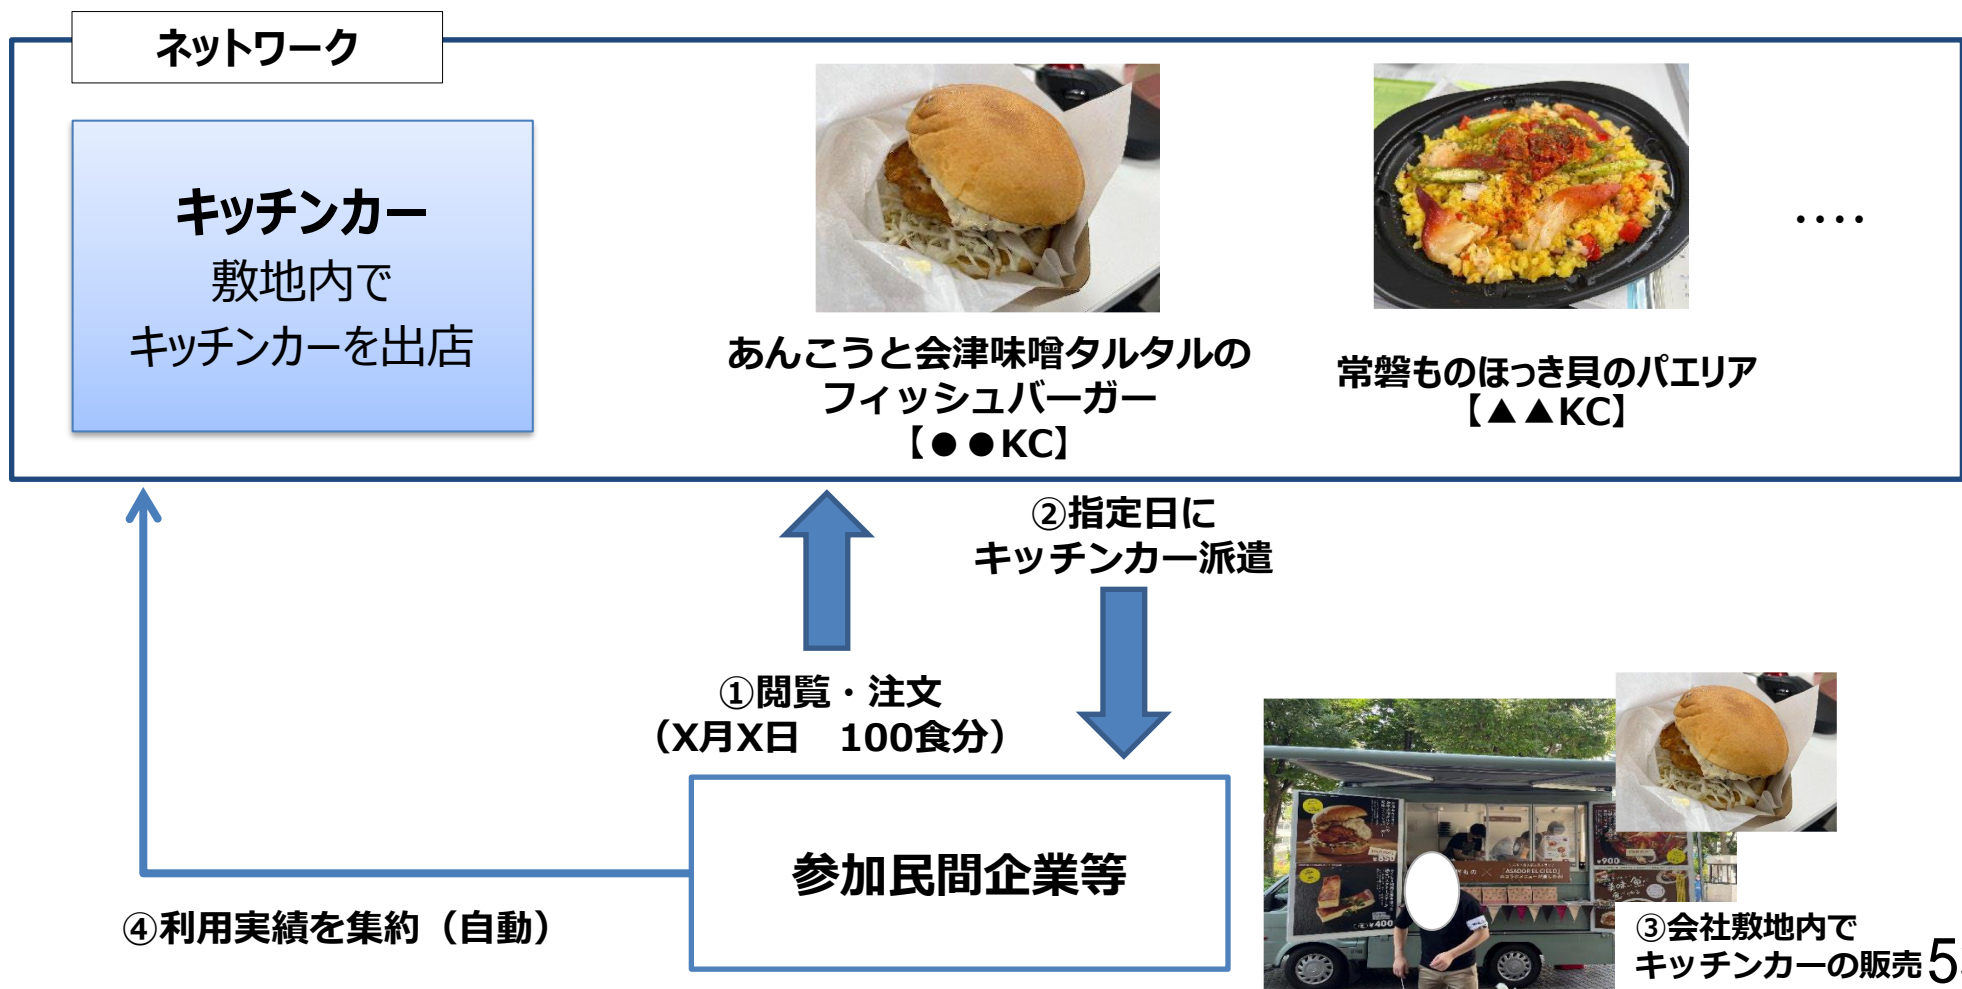 ネットワーク
キッチンカー
敷地内で
キッチンカーを出店
あんこうと会津味噌タルタルの
フィッシュバーガー
【●●KC】
常磐ものほっき貝のパエリア
【▲▲KC】
....
②指定日に
キッチンカー派遣
①閲覧・注文
（X月X日　100食分）
参加民間企業等
④利用実績を集約（自動）
¥850
¥400
¥900
「ASADOR EL CIELO」
③会社敷地内で
キッチンカーの販売
5